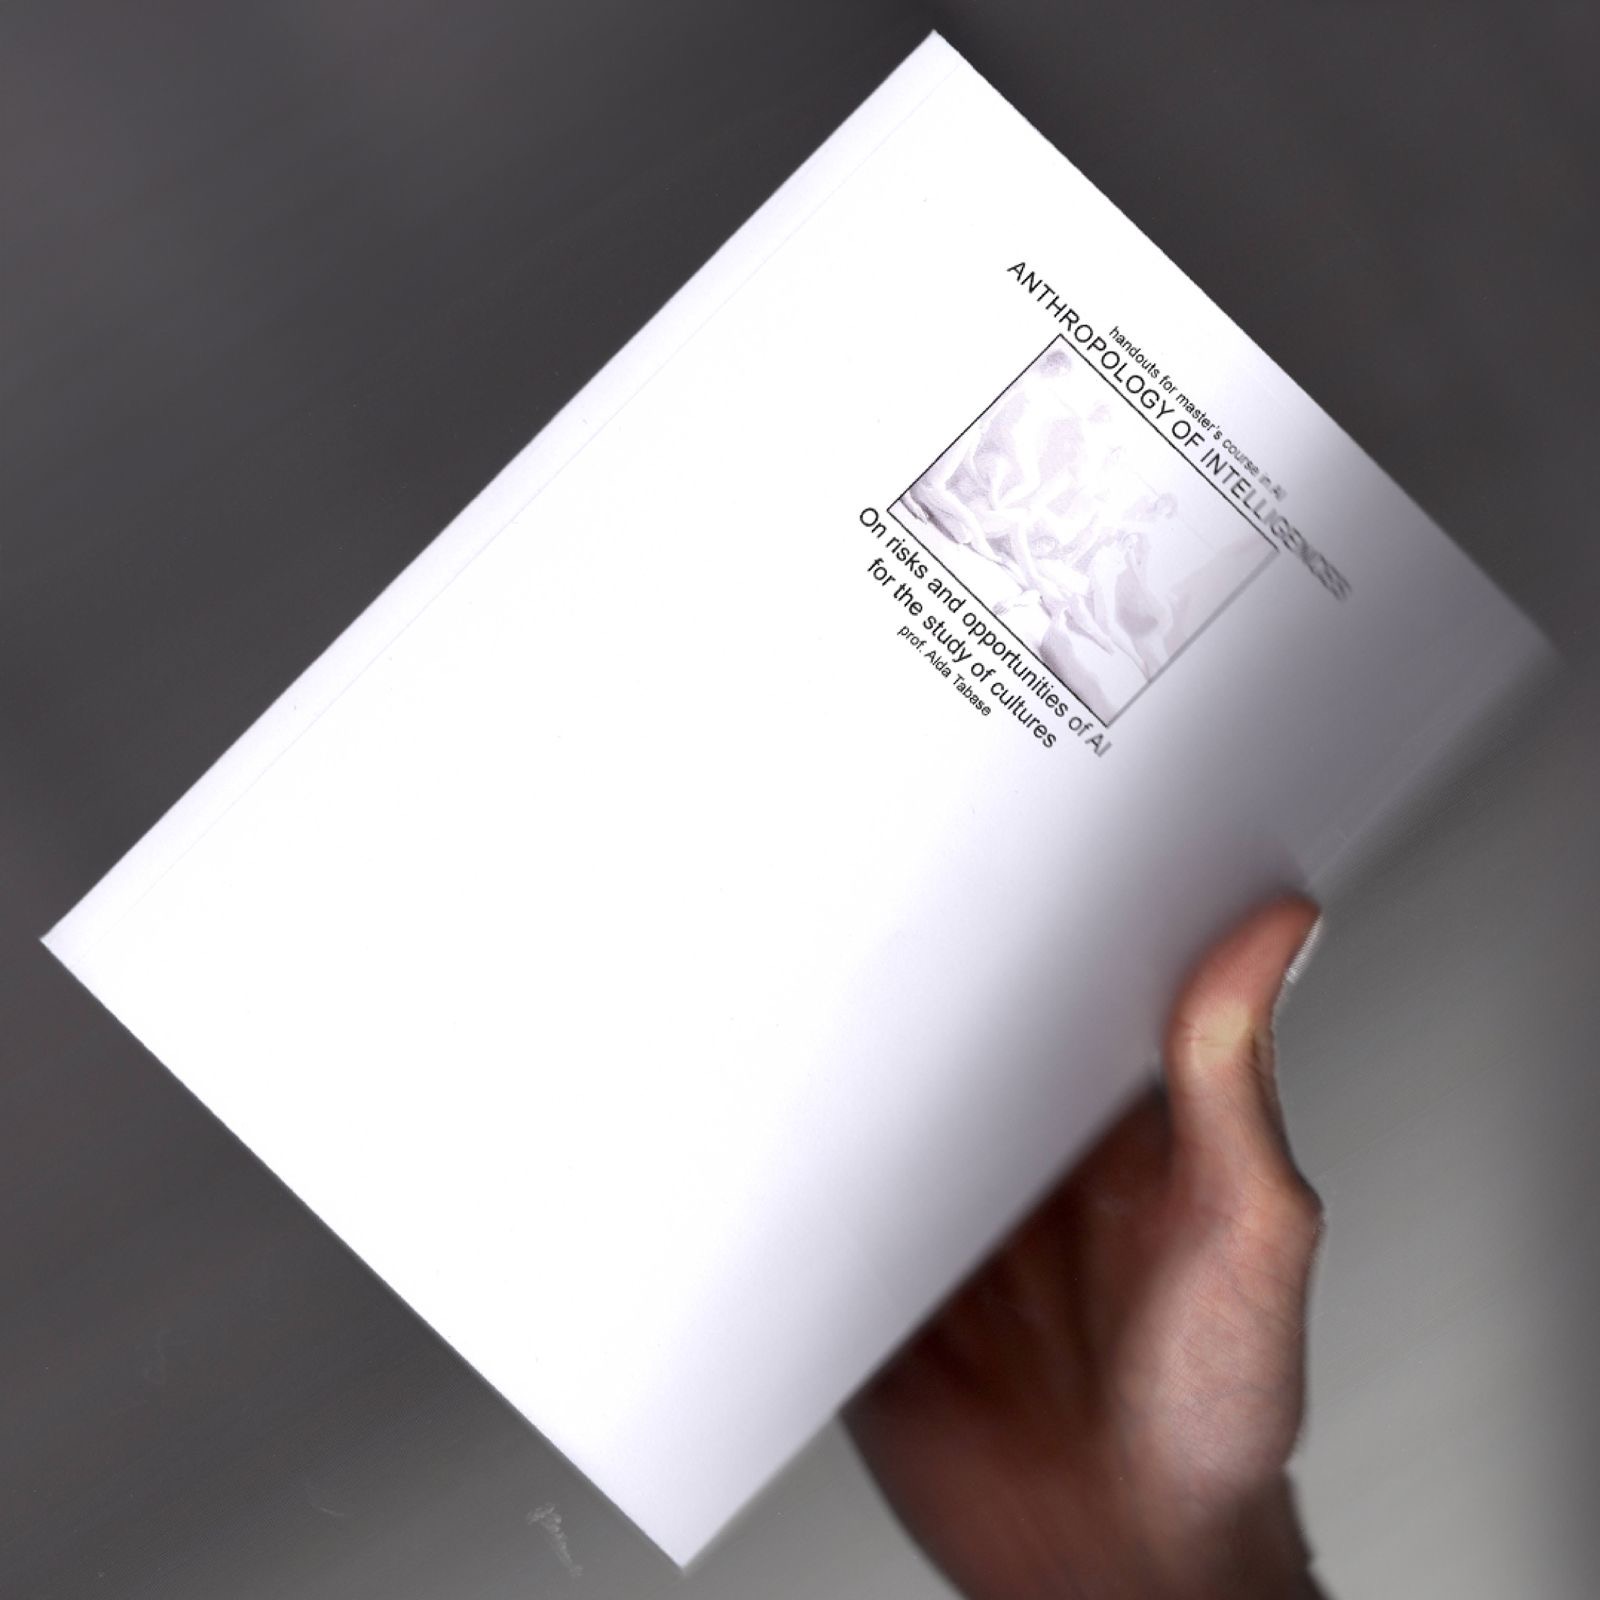 handouts for master's course in AI
ANTHROPOLOGY OF INTELLIGENCES
On risks and opportunities of AI
for the study of cultures
prof. Alda Tabase